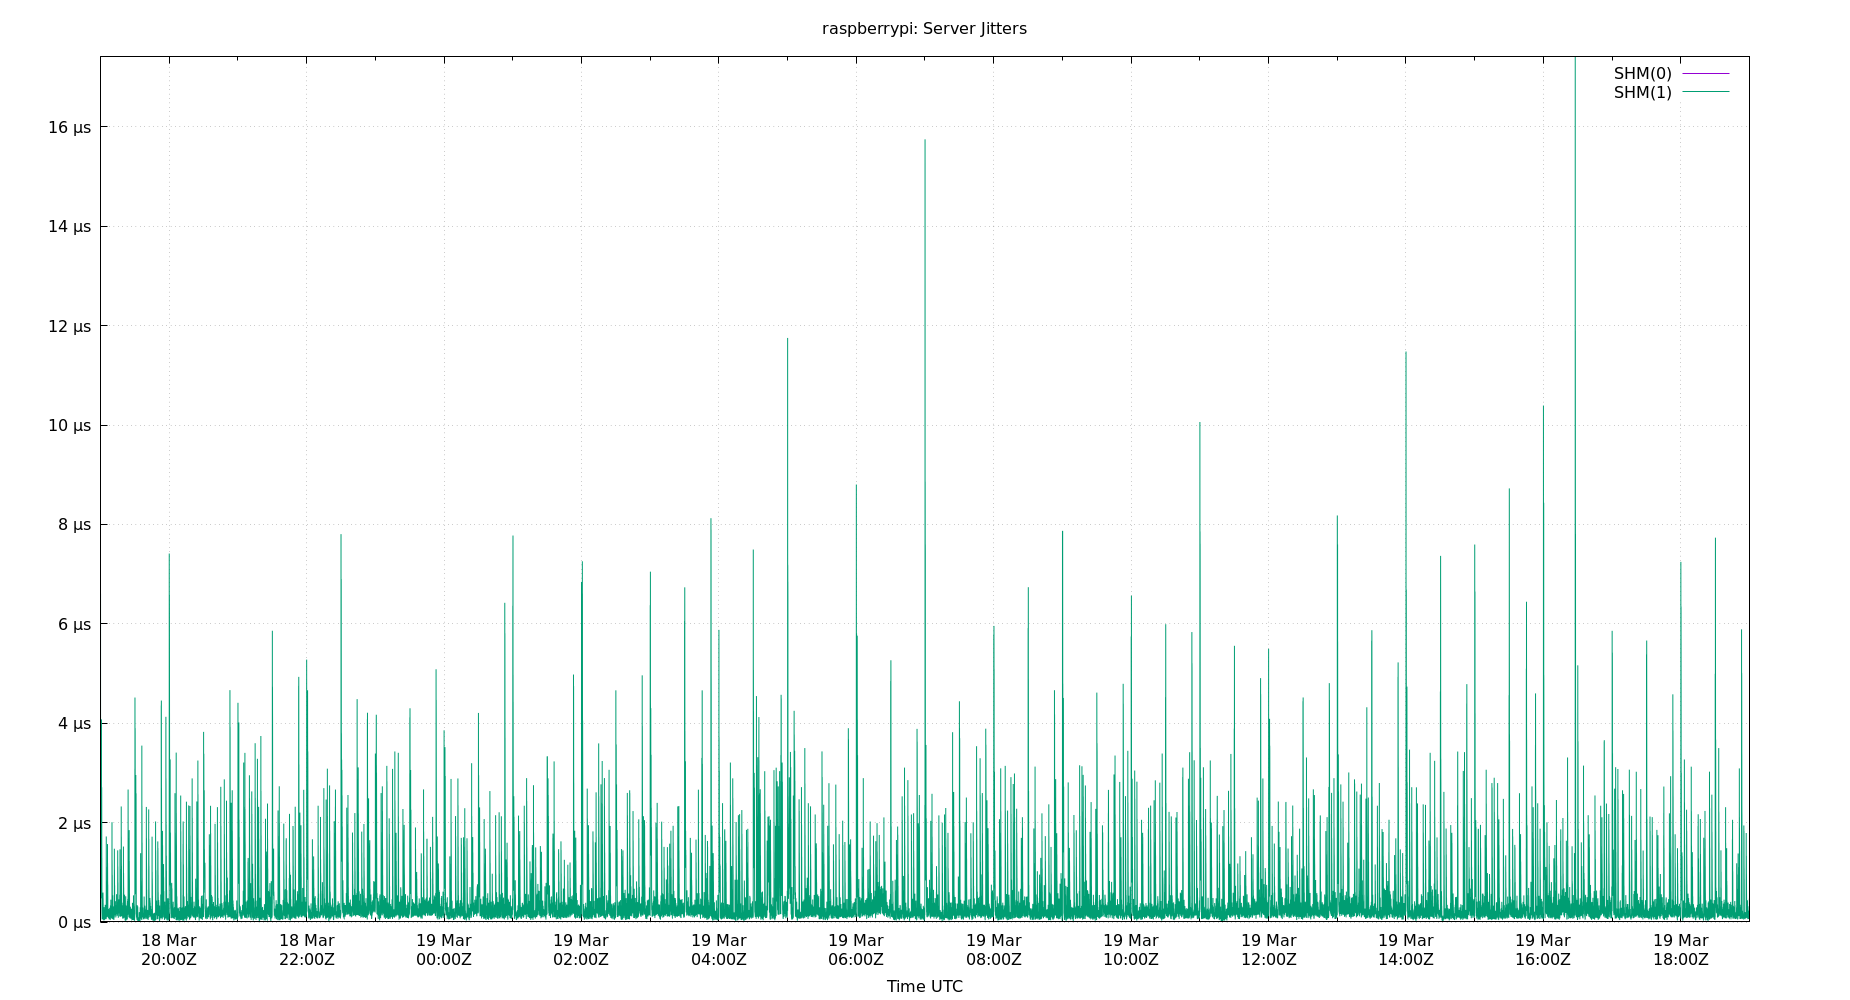 raspberrypi: Server Jitters
SHM(0)
SHM(1)
16 µs
14 µs
12 µs
10 µs
8 µs
6 µs
4 µs
2 µs
0 µs
18 Mar 18 Mar 19 Mar 19 Mar 19 Mar 19 Mar 19 Mar 19 Mar 19 Mar 19 Mar 19 Mar 19 Mar
20:00Z 22:00Z 00:00Z 02:00Z 04:00Z 06:00Z 08:00Z 10:00Z 12:00Z 14:00Z 16:00Z 18:00Z
Time UTC